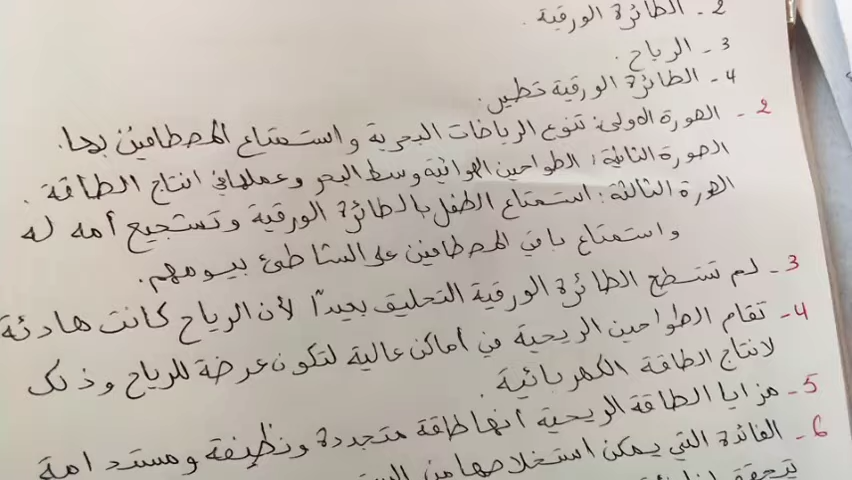 2 - الطائرة الورقية.
3 - الرياح.
4 - الطائرة الورقية تطير.
2 - الصورة الاولى: تنوع الرياضات البحرية واستمتاع المصطافين بها.
الصورة الثانية: الطواحين الهوائية وسط البحر وعملها في انتاج الطاقة.
الصورة الثالثة: استمتاع الطفل بالطائرة الورقية وتشجيع أمه له
واستمتاع باقي المصطافين على الشاطئ بيومهم.
3 - لم تستطع الطائرة الورقية التحليق بعيدًا لأن الرياح كانت هادئة
4 - تقام الطواحين الريحية في أماكن عالية لتكون عرضة للرياح وذلك
لانتاج الطاقة الكهربائية.
5 - مزايا الطاقة الريحية أنها طاقة متجددة ونظيفة ومستدامة
6 - الفائدة التي يمكن استخلاصها من